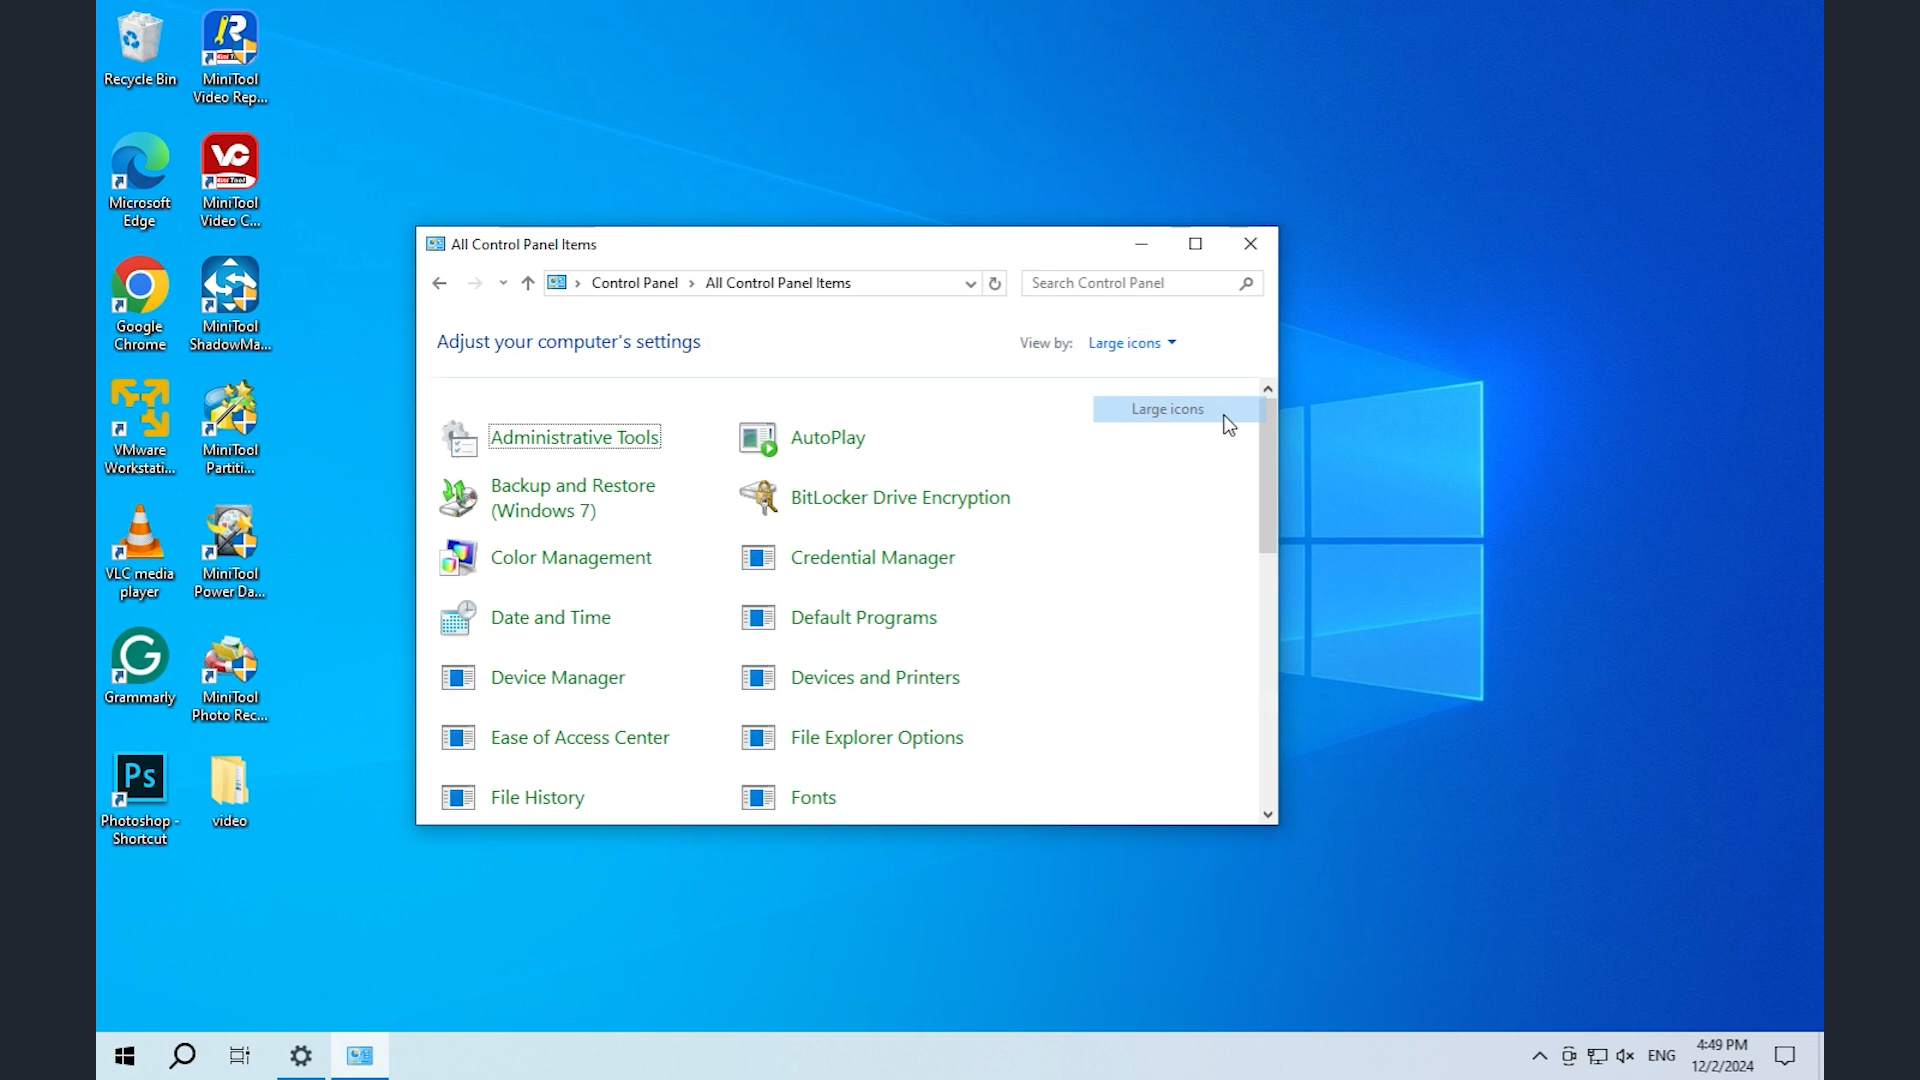 Recycle Bin
MiniTool
Video Rep...
Microsoft
Edge
VC
MiniTool
Video C...
Google
Chrome
MiniTool
ShadowMa...
VMware
Workstati...
MiniTool
Partiti...
VLC media
player
MiniTool
Power Da...
Grammarly
MiniTool
Photo Rec...
Ps
Photoshop -
Shortcut
video
All Control Panel Items
Control Panel > All Control Panel Items
Search Control Panel
Adjust your computer's settings
View by: Large icons
Large icons
Administrative Tools
AutoPlay
Backup and Restore
(Windows 7)
BitLocker Drive Encryption
Color Management
Credential Manager
Date and Time
Default Programs
Device Manager
Devices and Printers
Ease of Access Center
File Explorer Options
File History
Fonts
ENG
4:49 PM
12/2/2024